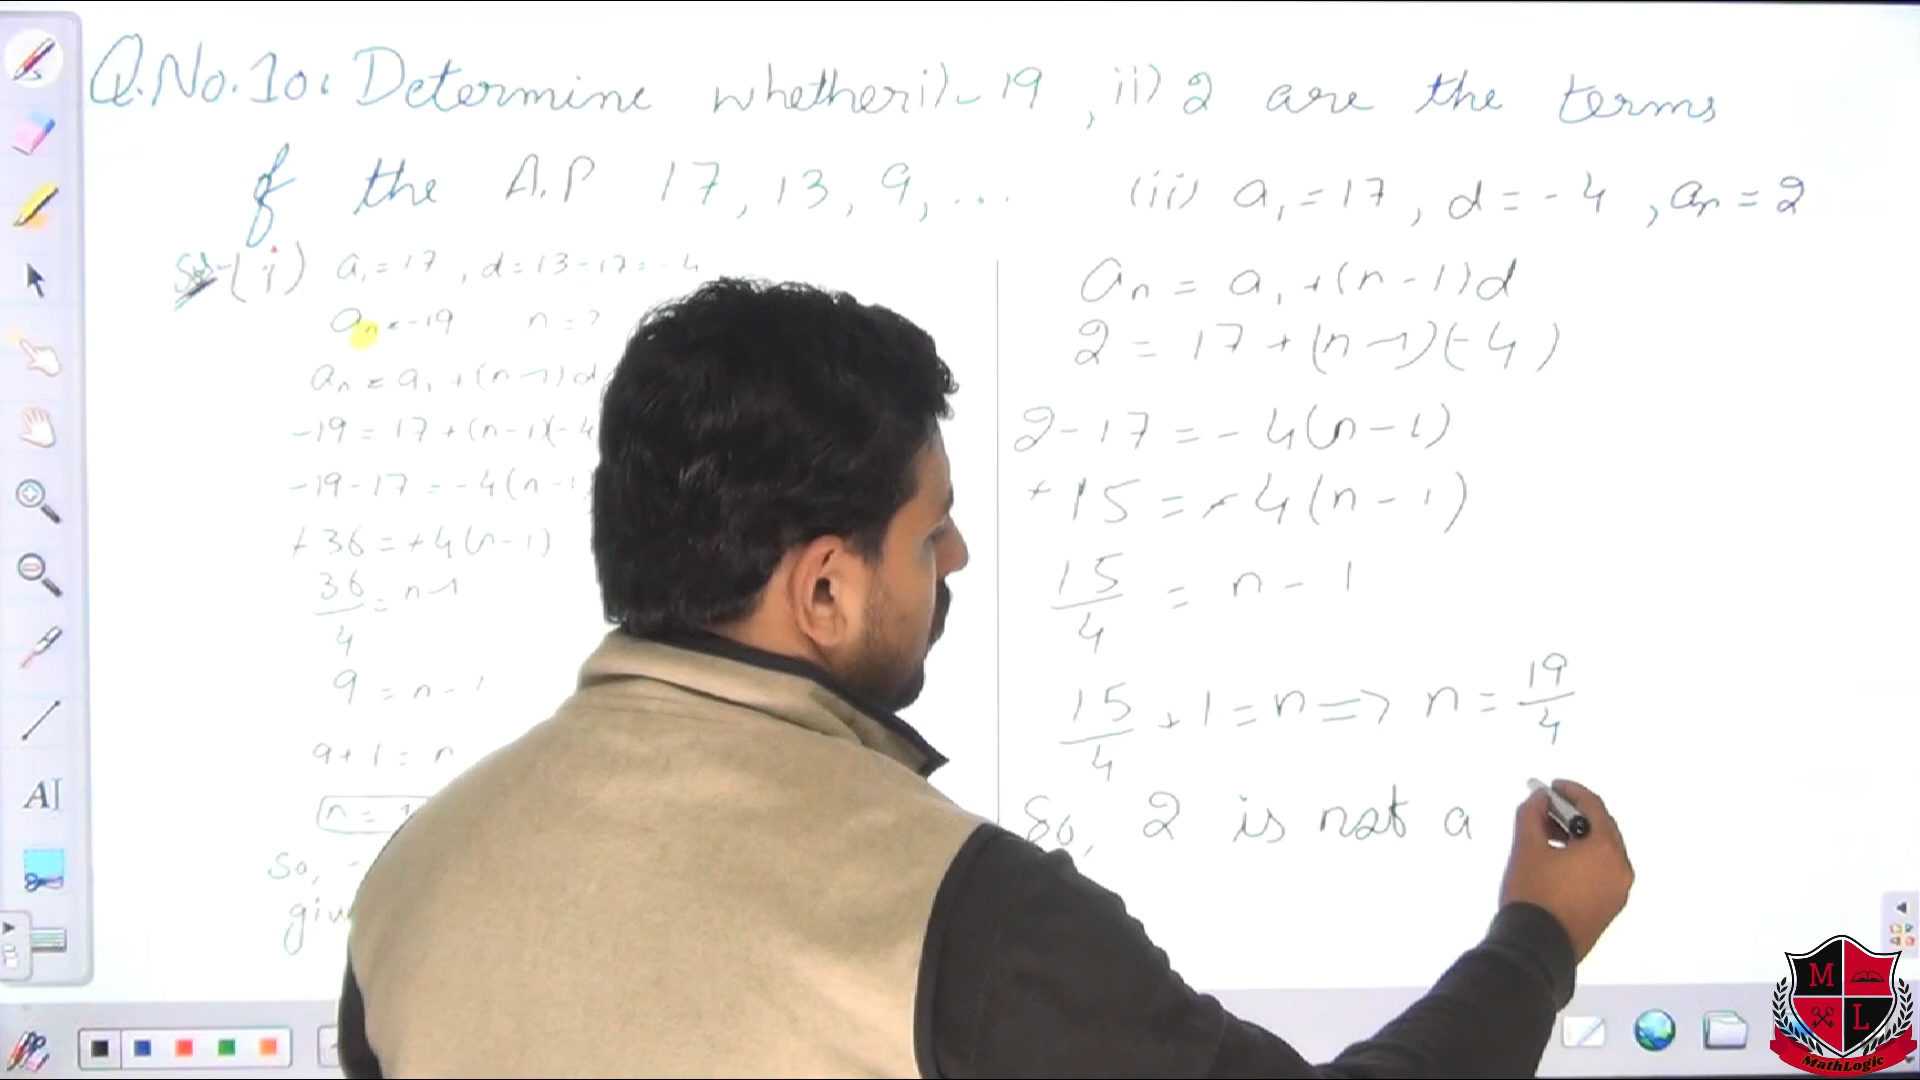 Q.No.10: Determine whether i) -19 , ii) 2 are the terms
of the A.P 17, 13, 9, ...
Sol- (i) a₁ = 17 , d = 13 - 17 = - 4
aₙ = -19 n = ?
aₙ = a₁ + (n-1)d
-19 = 17 + (n-1)(-4
-19-17 = -4(n-1)
+36 = +4(n-1)
36/4 = n-1
9 = n-1
9+1 = n
n =
So, -
giv
(ii) a₁ = 17 , d = - 4 , aₙ = 2
aₙ = a₁ + (n-1)d
2 = 17 + (n-1)(-4)
2-17 = - 4(n-1)
+15 = -4(n-1)
15/4 = n - 1
15/4 + 1 = n => n = 19/4
So, 2 is not a
AI
M L
MathLogic